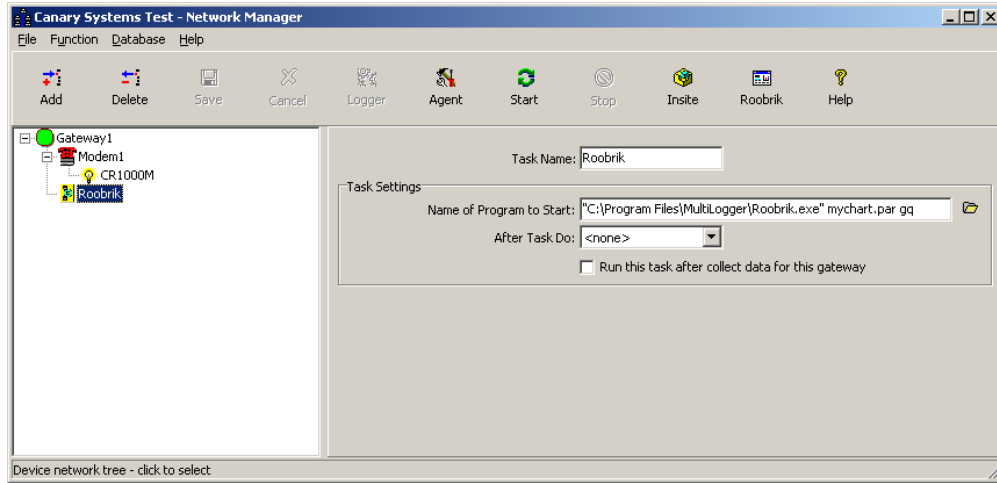 Canary Systems Test - Network Manager
File Function Database Help
Add Delete Save Cancel Logger Agent Start Stop Insite Roobrik Help
Gateway1
Modem1
CR1000M
Roobrik
Task Name: Roobrik
Task Settings
Name of Program to Start: "C:\Program Files\MultiLogger\Roobrik.exe" mychart.par gq
After Task Do: <none>
Run this task after collect data for this gateway
Device network tree - click to select